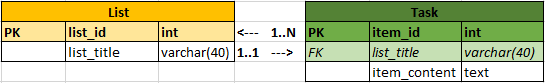 List Task
PK list_id int <--- 1..N PK item_id int
list_title varchar(40) 1..1 ---> FK list_title varchar(40)
item_content text